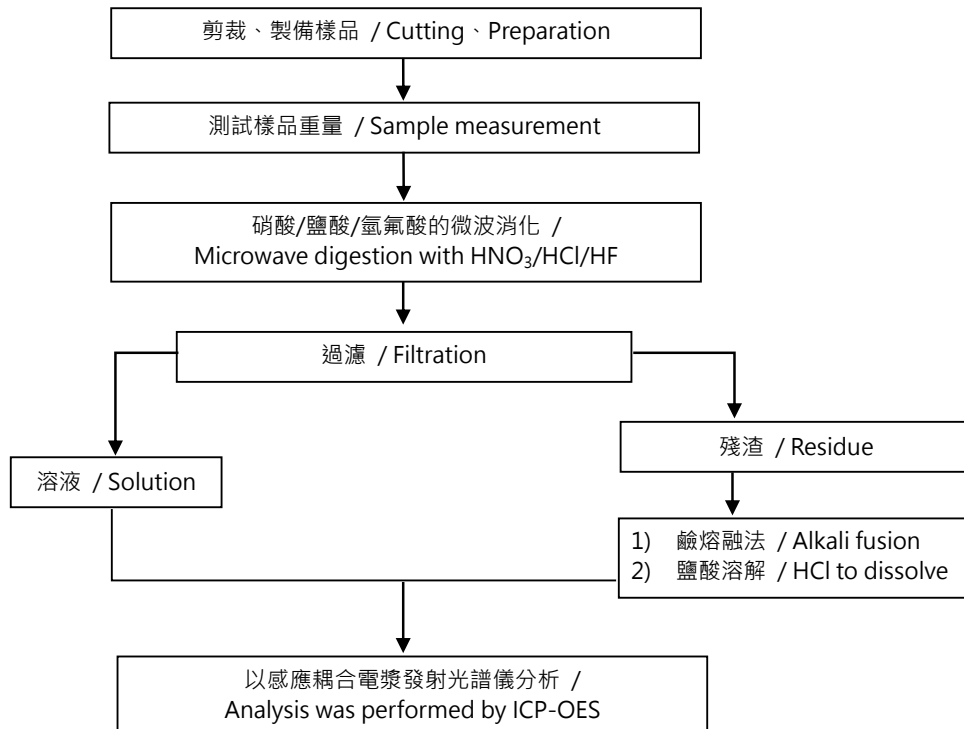 剪裁、製備樣品 / Cutting、Preparation
測試樣品重量 / Sample measurement
硝酸/鹽酸/氫氟酸的微波消化 /
Microwave digestion with HNO₃/HCl/HF
過濾 / Filtration
溶液 / Solution
殘渣 / Residue
1) 鹼熔融法 / Alkali fusion
2) 鹽酸溶解 / HCl to dissolve
以感應耦合電漿發射光譜儀分析 /
Analysis was performed by ICP-OES